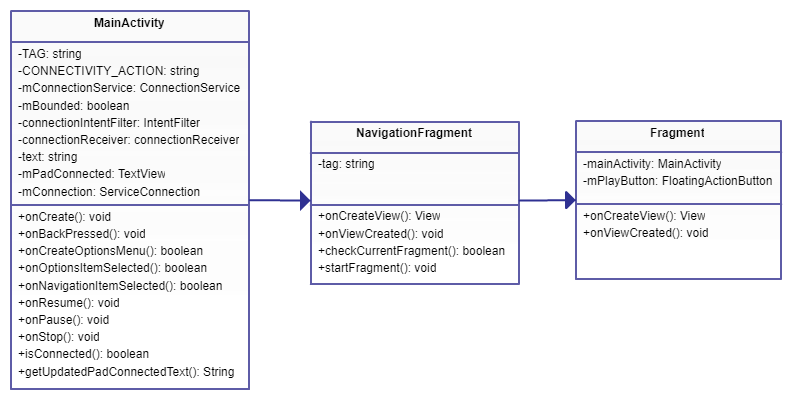 MainActivity
-TAG: string
-CONNECTIVITY_ACTION: string
-mConnectionService: ConnectionService
-mBounded: boolean
-connectionIntentFilter: IntentFilter
-connectionReceiver: connectionReceiver
-text: string
-mPadConnected: TextView
-mConnection: ServiceConnection
+onCreate(): void
+onBackPressed(): void
+onCreateOptionsMenu(): boolean
+onOptionsItemSelected(): boolean
+onNavigationItemSelected(): boolean
+onResume(): void
+onPause(): void
+onStop(): void
+isConnected(): boolean
+getUpdatedPadConnectedText(): String
NavigationFragment
-tag: string
+onCreateView(): View
+onViewCreated(): void
+checkCurrentFragment(): boolean
+startFragment(): void
Fragment
-mainActivity: MainActivity
-mPlayButton: FloatingActionButton
+onCreateView(): View
+onViewCreated(): void